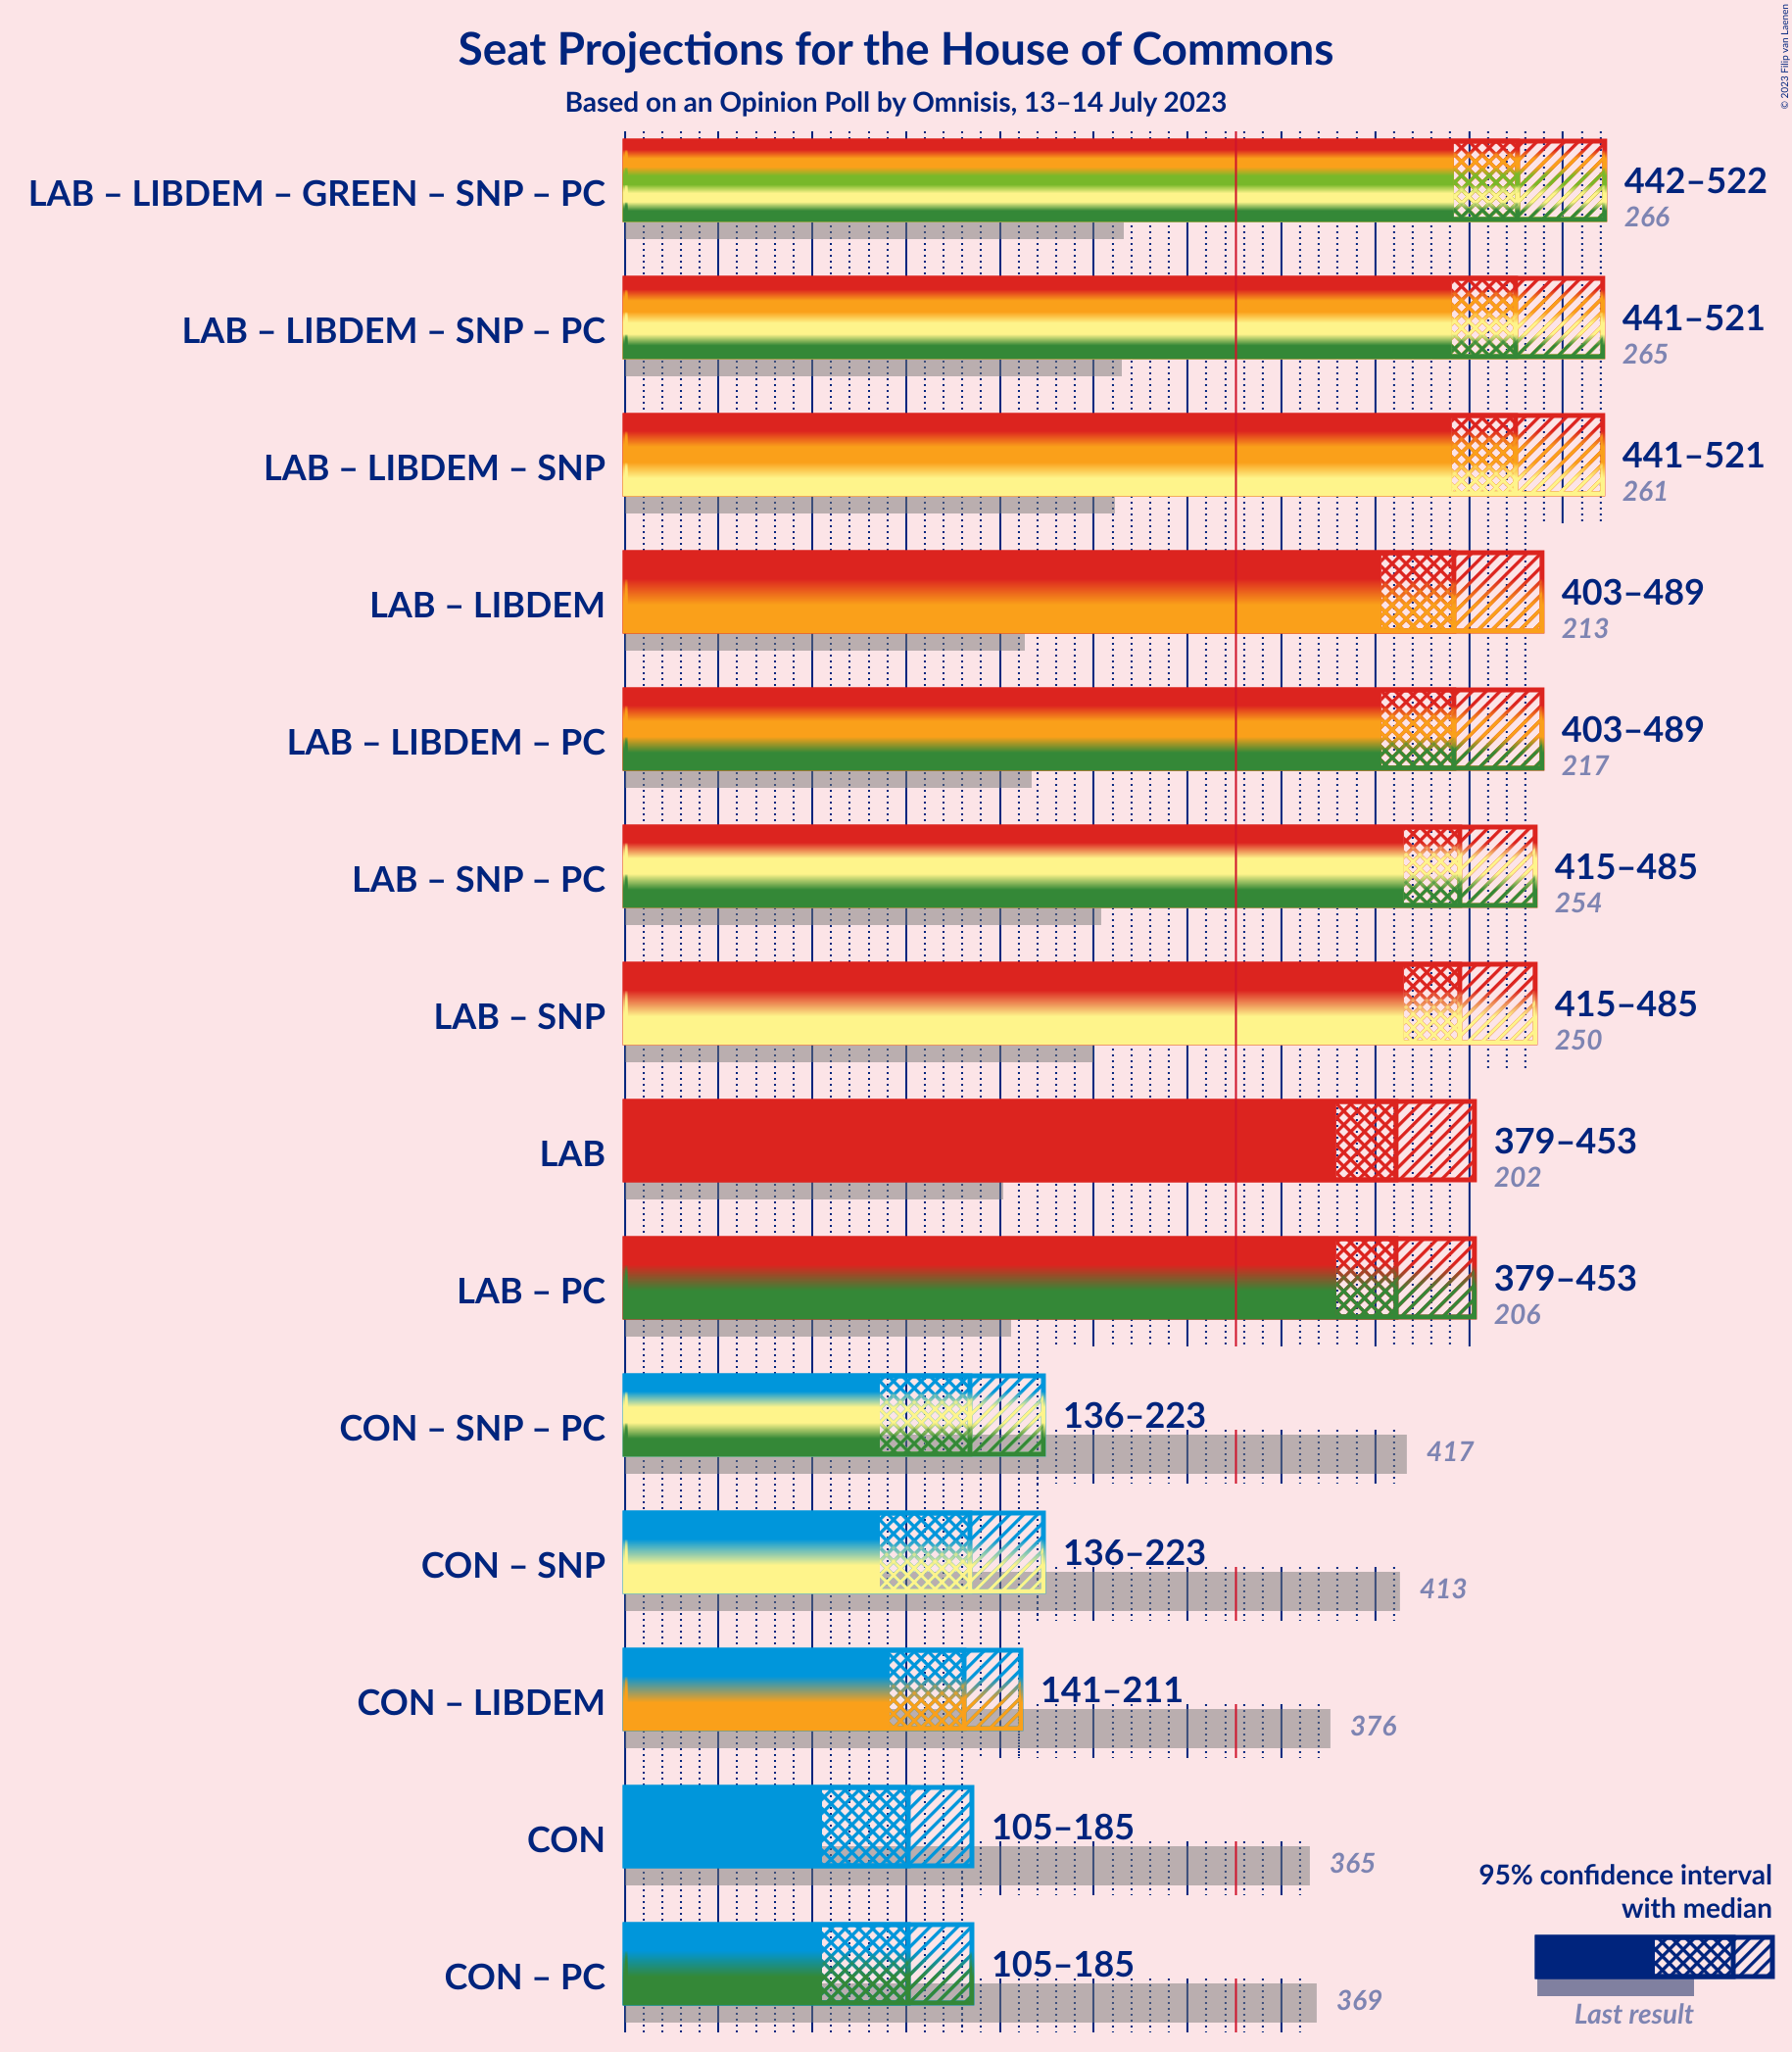 Seat Projections for the House of Commons
Based on an Opinion Poll by Omnisis, 13–14 July 2023
© 2023 Filip van Laenen
LAB – LIBDEM – GREEN – SNP – PC
442–522
266
LAB – LIBDEM – SNP – PC
441–521
265
LAB – LIBDEM – SNP
441–521
261
LAB – LIBDEM
403–489
213
LAB – LIBDEM – PC
403–489
217
LAB – SNP – PC
415–485
254
LAB – SNP
415–485
250
LAB
379–453
202
LAB – PC
379–453
206
CON – SNP – PC
136–223
417
CON – SNP
136–223
413
CON – LIBDEM
141–211
376
CON
105–185
365
CON – PC
105–185
369
95% confidence interval
with median
Last result